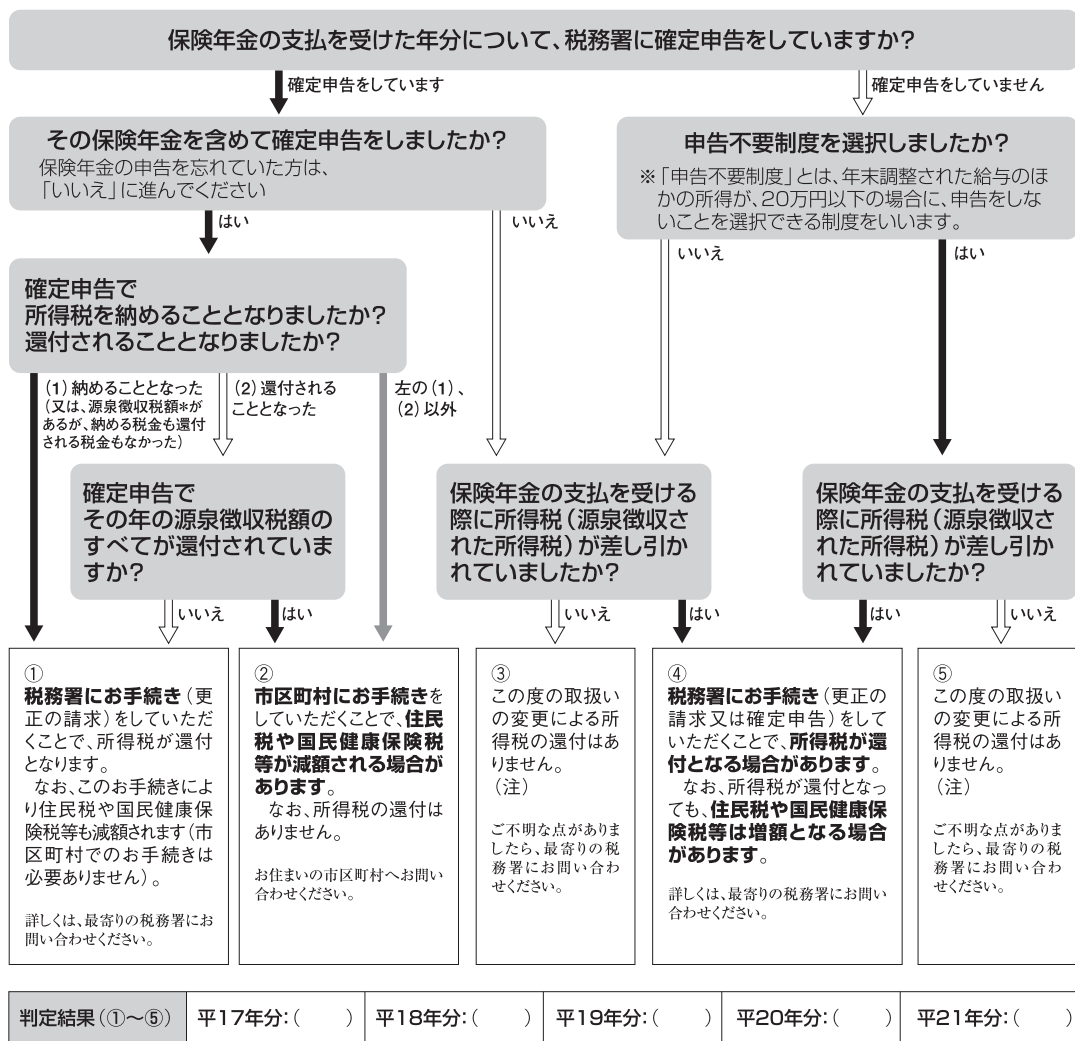 保険年金の支払を受けた年分について、税務署に確定申告をしていますか?
確定申告をしています
確定申告をしていません
その保険年金を含めて確定申告をしましたか?
保険年金の申告を忘れていた方は、
「いいえ」に進んでください
申告不要制度を選択しましたか?
※「申告不要制度」とは、年末調整された給与のほ
かの所得が、20万円以下の場合に、申告をしな
いことを選択できる制度をいいます。
はい
いいえ
いいえ
はい
確定申告で
所得税を納めることとなりましたか?
還付されることとなりましたか?
(1)納めることとなった
(又は、源泉徴収税額*が
あるが、納める税金も還付
される税金もなかった)
(2)還付される
こととなった
左の(1)、
(2)以外
確定申告で
その年の源泉徴収税額の
すべてが還付されていま
すか?
保険年金の支払を受ける
際に所得税(源泉徴収さ
れた所得税)が差し引か
れていましたか?
保険年金の支払を受ける
際に所得税(源泉徴収さ
れた所得税)が差し引か
れていましたか?
いいえ
はい
いいえ
はい
はい
いいえ
①
税務署にお手続き(更
正の請求)をしていただ
くことで、所得税が還付
となります。
なお、このお手続きによ
り住民税や国民健康保
険税等も減額されます(市
区町村でのお手続きは
必要ありません)。
詳しくは、最寄りの税務署にお
問い合わせください。
②
市区町村にお手続きを
していただくことで、住民
税や国民健康保険税
等が減額される場合が
あります。
なお、所得税の還付は
ありません。
お住まいの市区町村へお問い
合わせください。
③
この度の取扱い
の変更による所
得税の還付はあ
りません。
(注)
ご不明な点がありま
したら、最寄りの税
務署にお問い合わ
せください。
④
税務署にお手続き(更正の
請求又は確定申告)をして
いただくことで、所得税が還
付となる場合があります。
なお、所得税が還付となっ
ても、住民税や国民健康保
険税等は増額となる場合
があります。
詳しくは、最寄りの税務署にお問い
合わせください。
⑤
この度の取扱い
の変更による所
得税の還付はあ
りません。
(注)
ご不明な点がありま
したら、最寄りの税
務署にお問い合わ
せください。
判定結果(①~⑤)
平17年分:( )
平18年分:( )
平19年分:( )
平20年分:( )
平21年分:( )